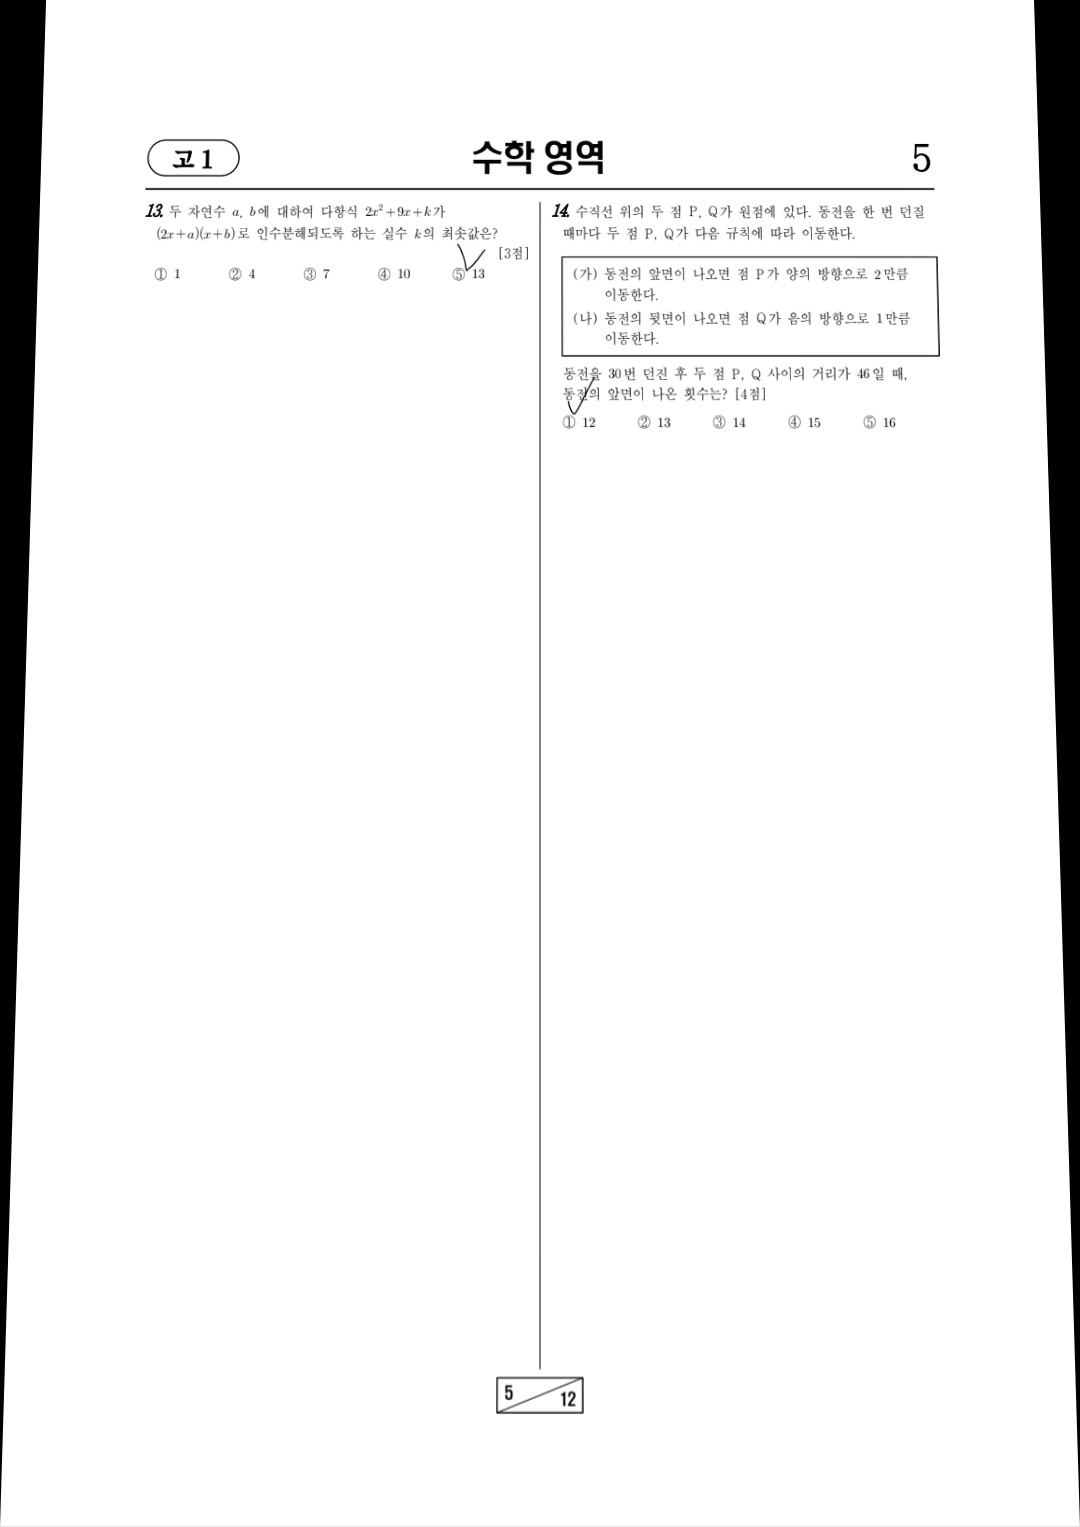 고 1
수학 영역
5
13. 두 자연수 a, b에 대하여 다항식 2x²+9x+k가
(2x+a)(x+b)로 인수분해되도록 하는 실수 k의 최솟값은?
[3점]
① 1 ② 4 ③ 7 ④ 10 ⑤ 13
14. 수직선 위의 두 점 P, Q가 원점에 있다. 동전을 한 번 던질
때마다 두 점 P, Q가 다음 규칙에 따라 이동한다.
(가) 동전의 앞면이 나오면 점 P가 양의 방향으로 2만큼
이동한다.
(나) 동전의 뒷면이 나오면 점 Q가 음의 방향으로 1만큼
이동한다.
동전을 30번 던진 후 두 점 P, Q 사이의 거리가 46일 때,
동전의 앞면이 나온 횟수는? [4점]
① 12 ② 13 ③ 14 ④ 15 ⑤ 16
5
12